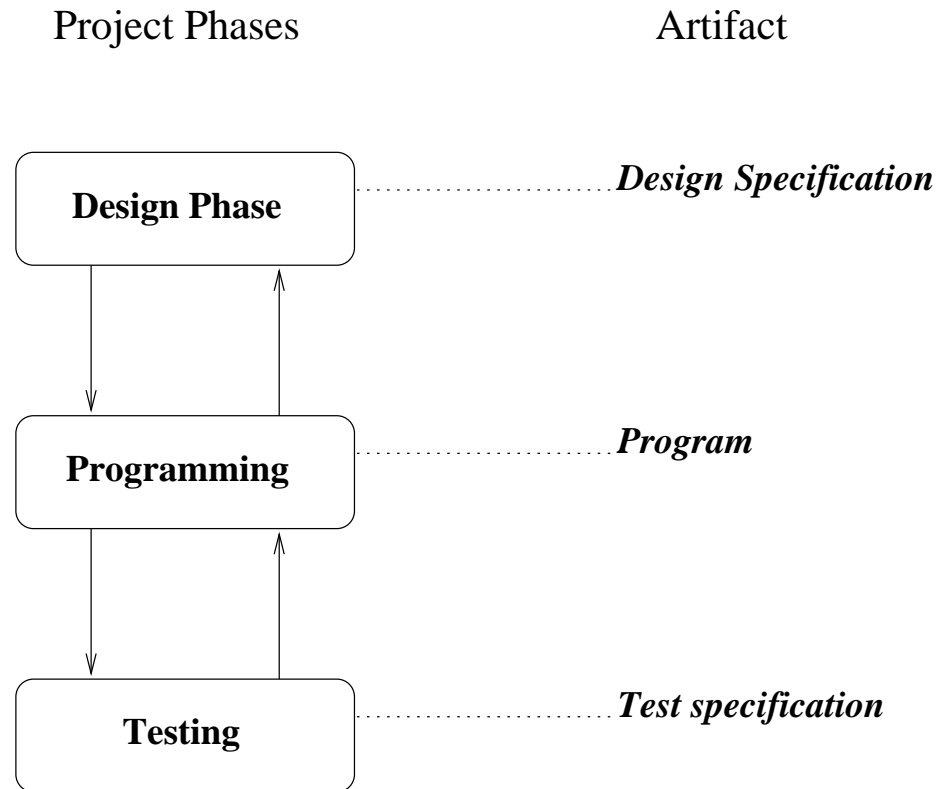 Project Phases
Artifact
Design Phase
Design Specification
Programming
Program
Testing
Test specification